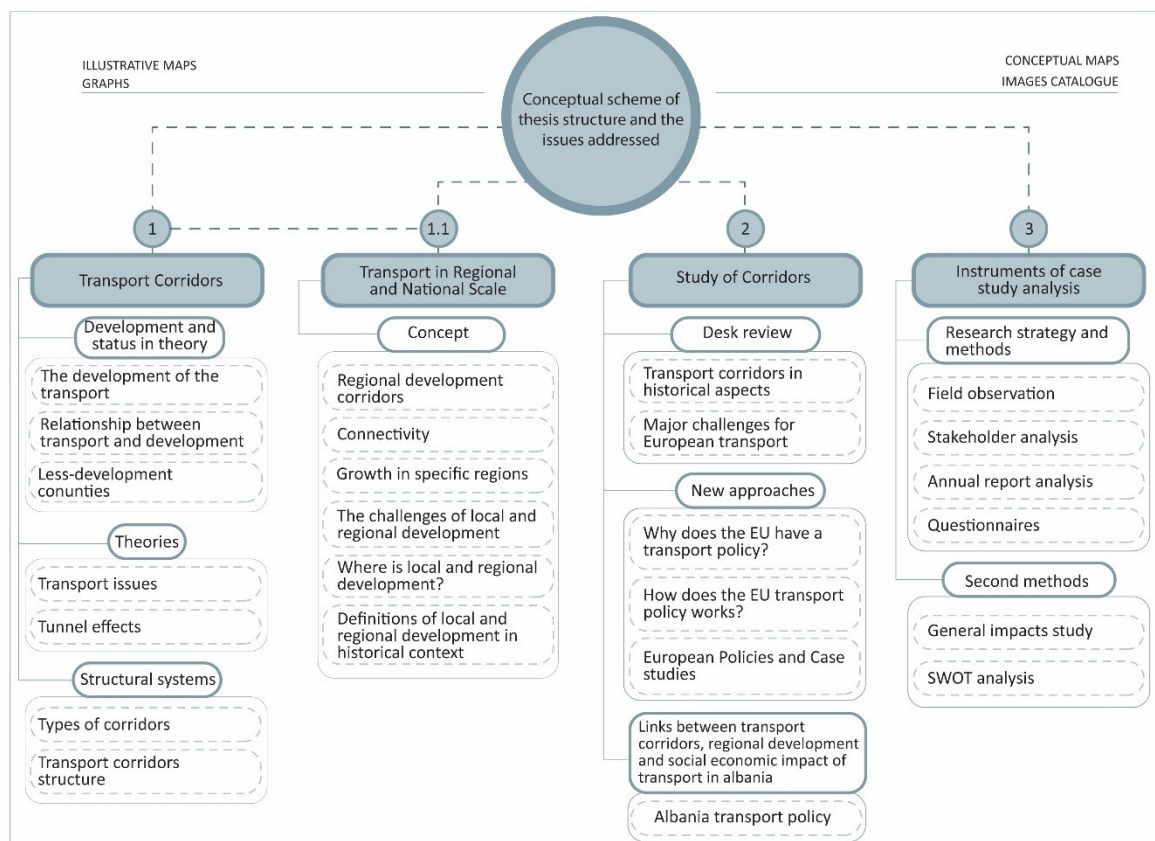 ILLUSTRATIVE MAPS
GRAPHS
CONCEPTUAL MAPS
IMAGES CATALOGUE
Conceptual scheme of
thesis structure and the
issues addressed
1
1.1
2
3
Transport Corridors
Development and
status in theory
The development of the
transport
Relationship between
transport and development
Less-development
conunties
Theories
Transport issues
Tunnel effects
Structural systems
Types of corridors
Transport corridors
structure
Transport in Regional
and National Scale
Concept
Regional development
corridors
Connectivity
Growth in specific regions
The challenges of local and
regional development
Where is local and regional
development?
Definitions of local and
regional development in
historical context
Study of Corridors
Desk review
Transport corridors in
historical aspects
Major challenges for
European transport
New approaches
Why does the EU have a
transport policy?
How does the EU transport
policy works?
European Policies and Case
studies
Links between transport
corridors, regional development
and social economic impact of
transport in albania
Albania transport policy
Instruments of case
study analysis
Research strategy and
methods
Field observation
Stakeholder analysis
Annual report analysis
Questionnaires
Second methods
General impacts study
SWOT analysis